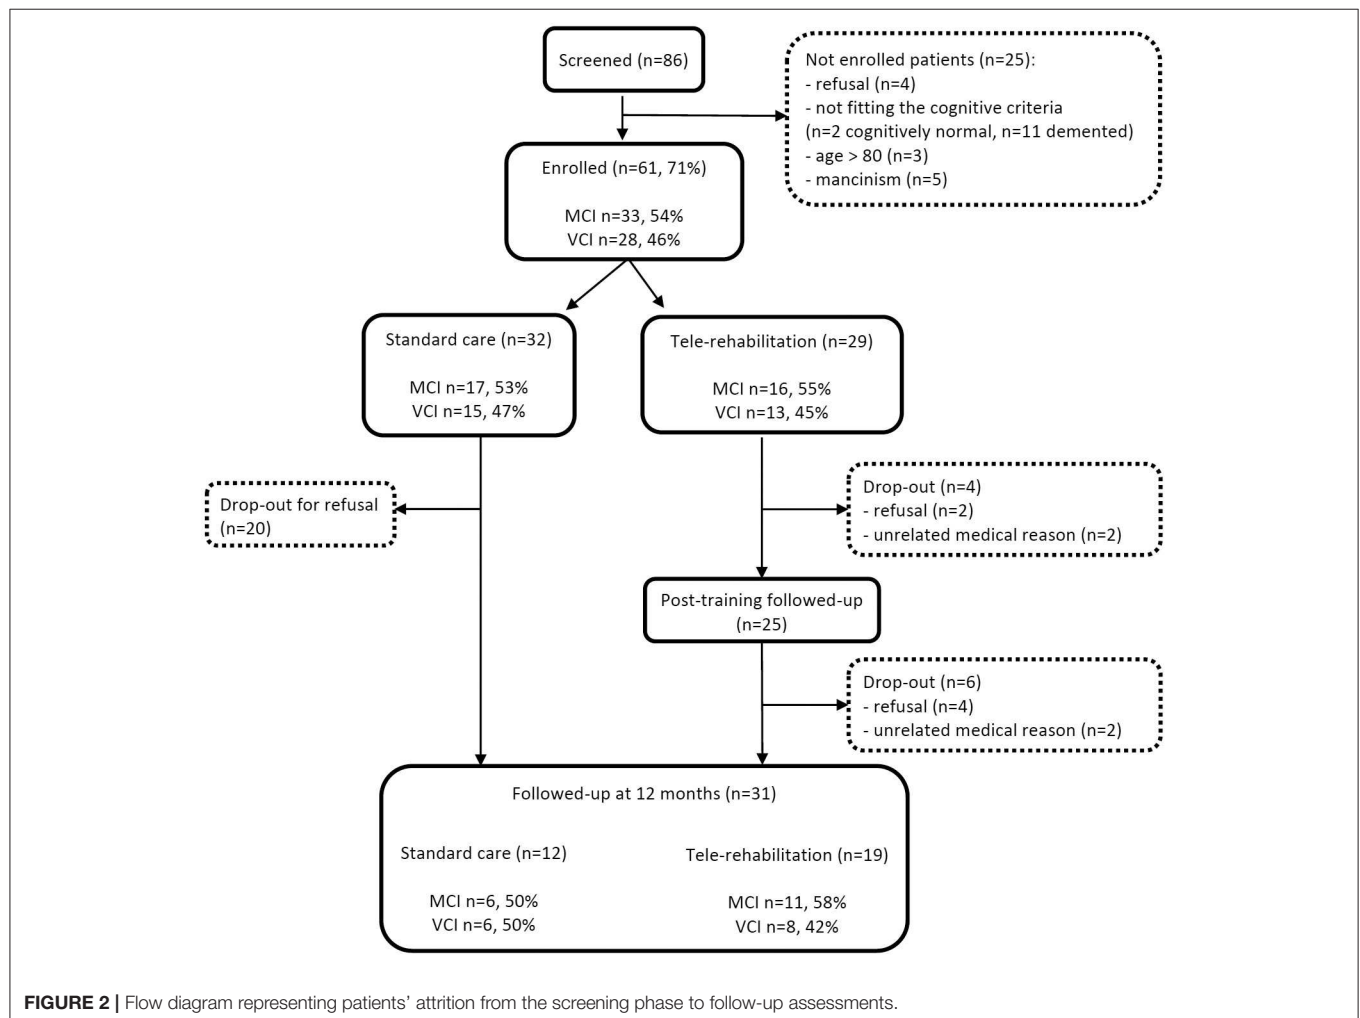 Screened (n=86)
Not enrolled patients (n=25):
- refusal (n=4)
- not fitting the cognitive criteria
(n=2 cognitively normal, n=11 demented)
- age > 80 (n=3)
- mancinism (n=5)
Enrolled (n=61, 71%)
MCI n=33, 54%
VCI n=28, 46%
Standard care (n=32)
MCI n=17, 53%
VCI n=15, 47%
Tele-rehabilitation (n=29)
MCI n=16, 55%
VCI n=13, 45%
Drop-out for refusal
(n=20)
Drop-out (n=4)
- refusal (n=2)
- unrelated medical reason (n=2)
Post-training followed-up
(n=25)
Drop-out (n=6)
- refusal (n=4)
- unrelated medical reason (n=2)
Followed-up at 12 months (n=31)
Standard care (n=12)
MCI n=6, 50%
VCI n=6, 50%
Tele-rehabilitation (n=19)
MCI n=11, 58%
VCI n=8, 42%
FIGURE 2 | Flow diagram representing patients' attrition from the screening phase to follow-up assessments.